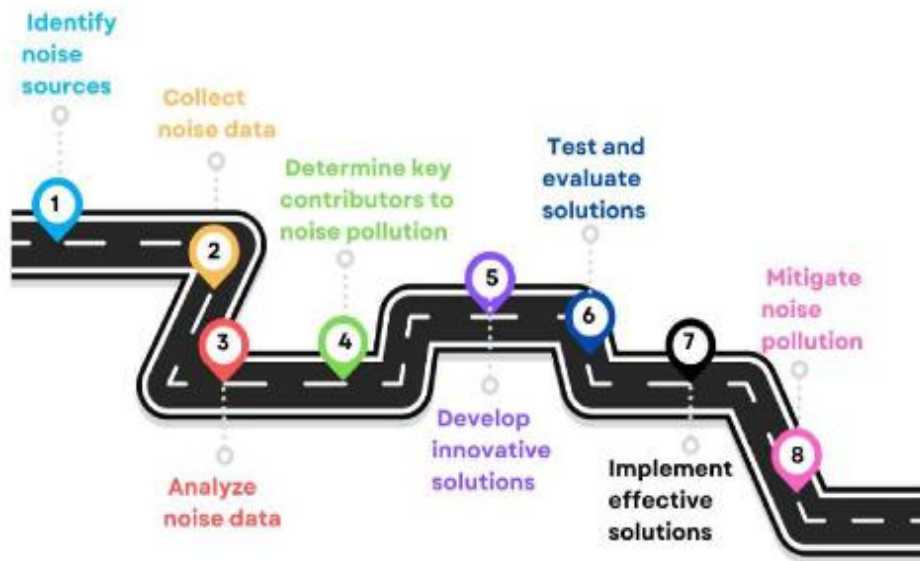 Identify
noise
sources
1
Collect
noise data
2
Analyze
noise data
3
Determine key
contributors to
noise pollution
4
Develop
innovative
solutions
5
Test and
evaluate
solutions
6
Implement
effective
solutions
7
Mitigate
noise
pollution
8